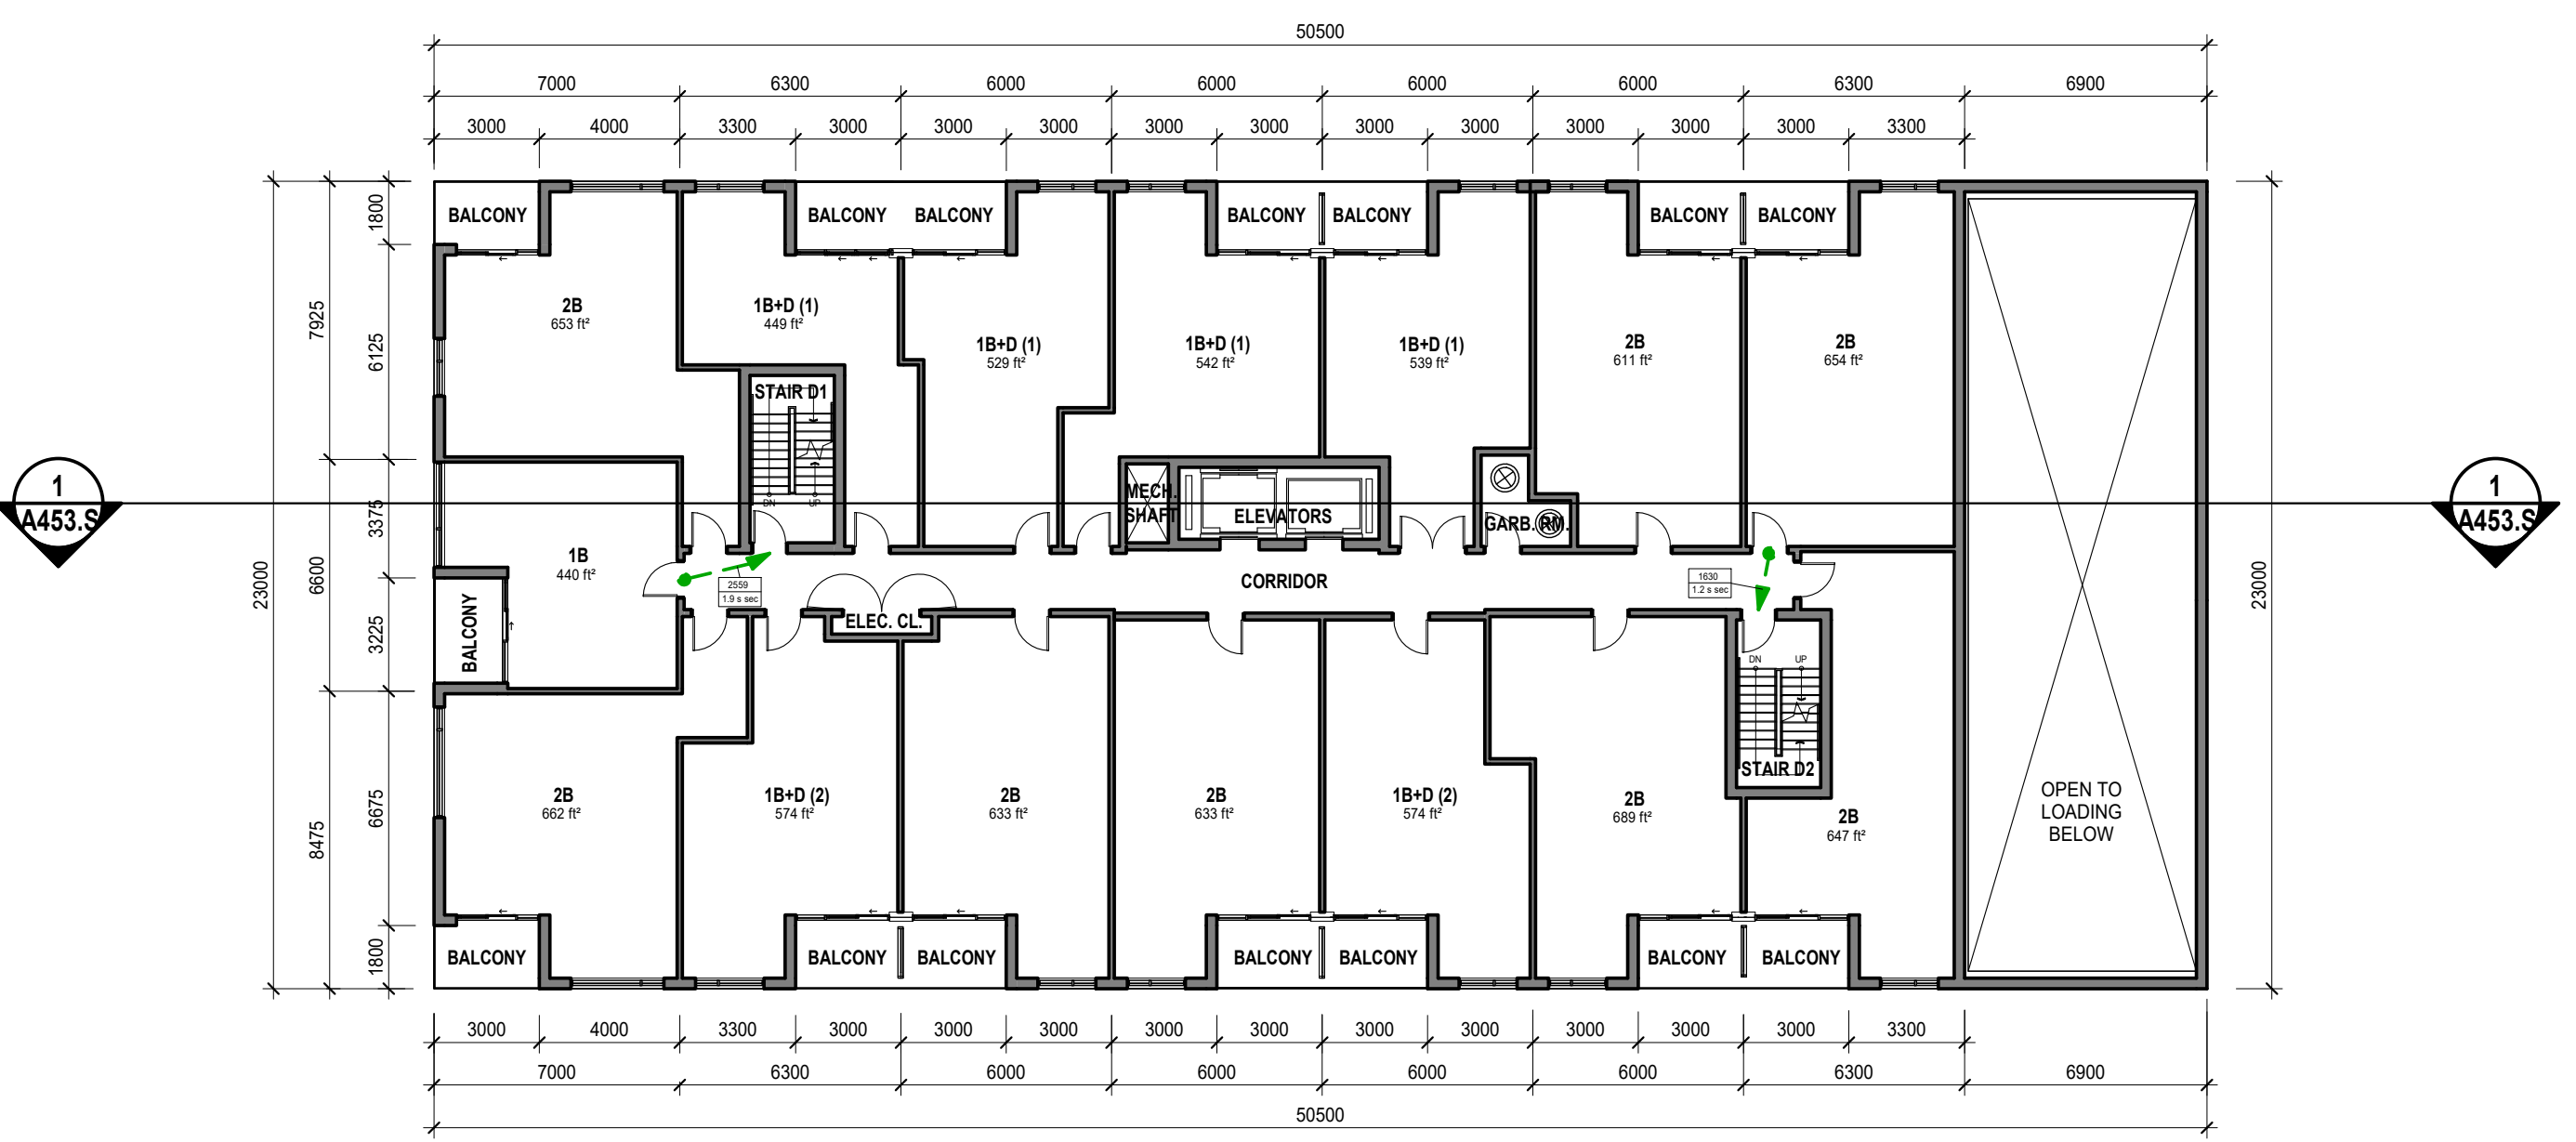 50500
7000 6300 6000 6000 6000 6000 6300 6900
3000 4000 3300 3000 3000 3000 3000 3000 3000 3000 3000 3000 3000 3300
BALCONY BALCONY BALCONY BALCONY BALCONY BALCONY BALCONY
1800
7925
6125
2B
653 ft²
1B+D (1)
449 ft²
1B+D (1)
529 ft²
1B+D (1)
542 ft²
1B+D (1)
539 ft²
2B
611 ft²
2B
654 ft²
STAIR D1
DN UP
1
A453.S
1
A453.S
3375
MECH.
SHAFT
ELEVATORS
GARB. RM.
1B
440 ft²
2559
1.9 s sec
CORRIDOR
1630
1.2 s sec
23000
6600
23000
3225
BALCONY
ELEC. CL.
DN UP
STAIR D2
8475
6675
2B
662 ft²
1B+D (2)
574 ft²
2B
633 ft²
2B
633 ft²
1B+D (2)
574 ft²
2B
689 ft²
2B
647 ft²
OPEN TO
LOADING
BELOW
1800
BALCONY BALCONY BALCONY BALCONY BALCONY BALCONY BALCONY
3000 4000 3300 3000 3000 3000 3000 3000 3000 3000 3000 3000 3000 3300
7000 6300 6000 6000 6000 6000 6300 6900
50500